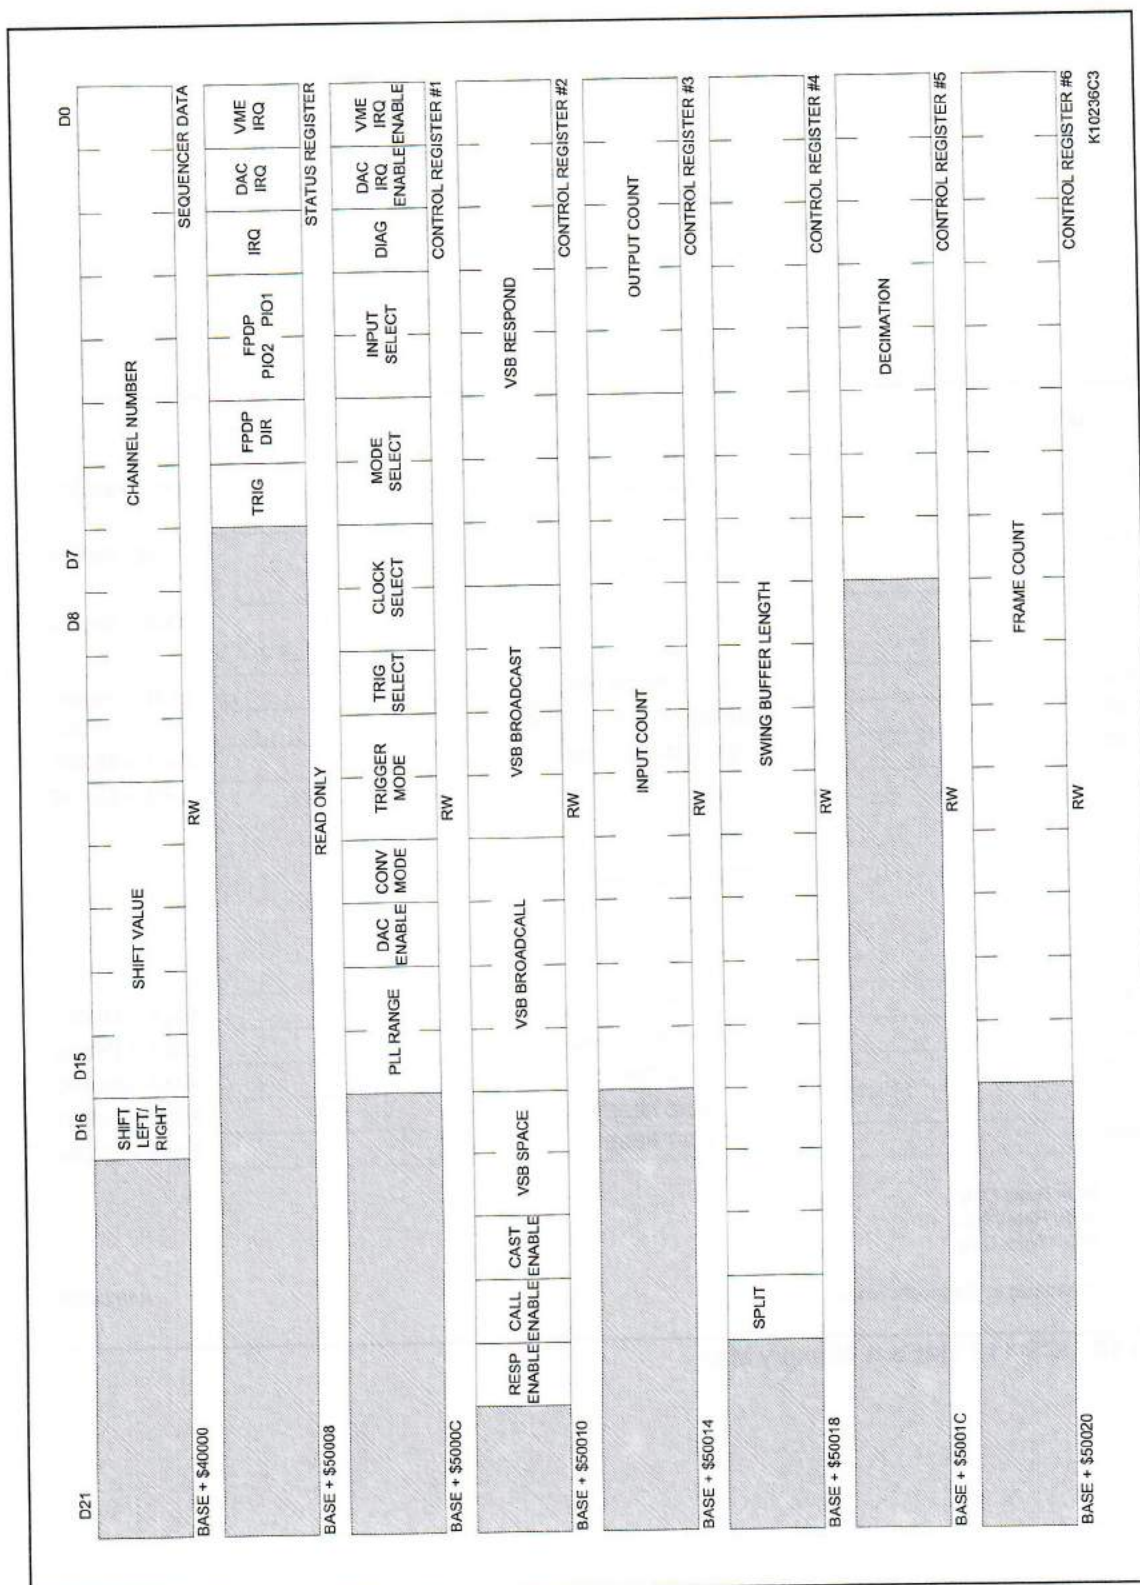 D21 D16 D15 D8 D7 D0
SHIFT
LEFT/
RIGHT
SHIFT VALUE
CHANNEL NUMBER
BASE + $40000 RW SEQUENCER DATA
TRIG
FPDP
DIR
FPDP
PIO2 PIO1
IRQ
DAC
IRQ
VME
IRQ
BASE + $50008 READ ONLY STATUS REGISTER
PLL RANGE
DAC
ENABLE
CONV
MODE
TRIGGER
MODE
TRIG
SELECT
CLOCK
SELECT
MODE
SELECT
INPUT
SELECT
DIAG
DAC
IRQ
ENABLE
VME
IRQ
ENABLE
BASE + $5000C RW CONTROL REGISTER #1
RESP
ENABLE
CALL
ENABLE
CAST
ENABLE
VSB SPACE
VSB BROADCALL
VSB BROADCAST
VSB RESPOND
BASE + $50010 RW CONTROL REGISTER #2
INPUT COUNT
OUTPUT COUNT
BASE + $50014 RW CONTROL REGISTER #3
SPLIT
SWING BUFFER LENGTH
BASE + $50018 RW CONTROL REGISTER #4
DECIMATION
BASE + $5001C RW CONTROL REGISTER #5
FRAME COUNT
BASE + $50020 RW CONTROL REGISTER #6
K10236C3